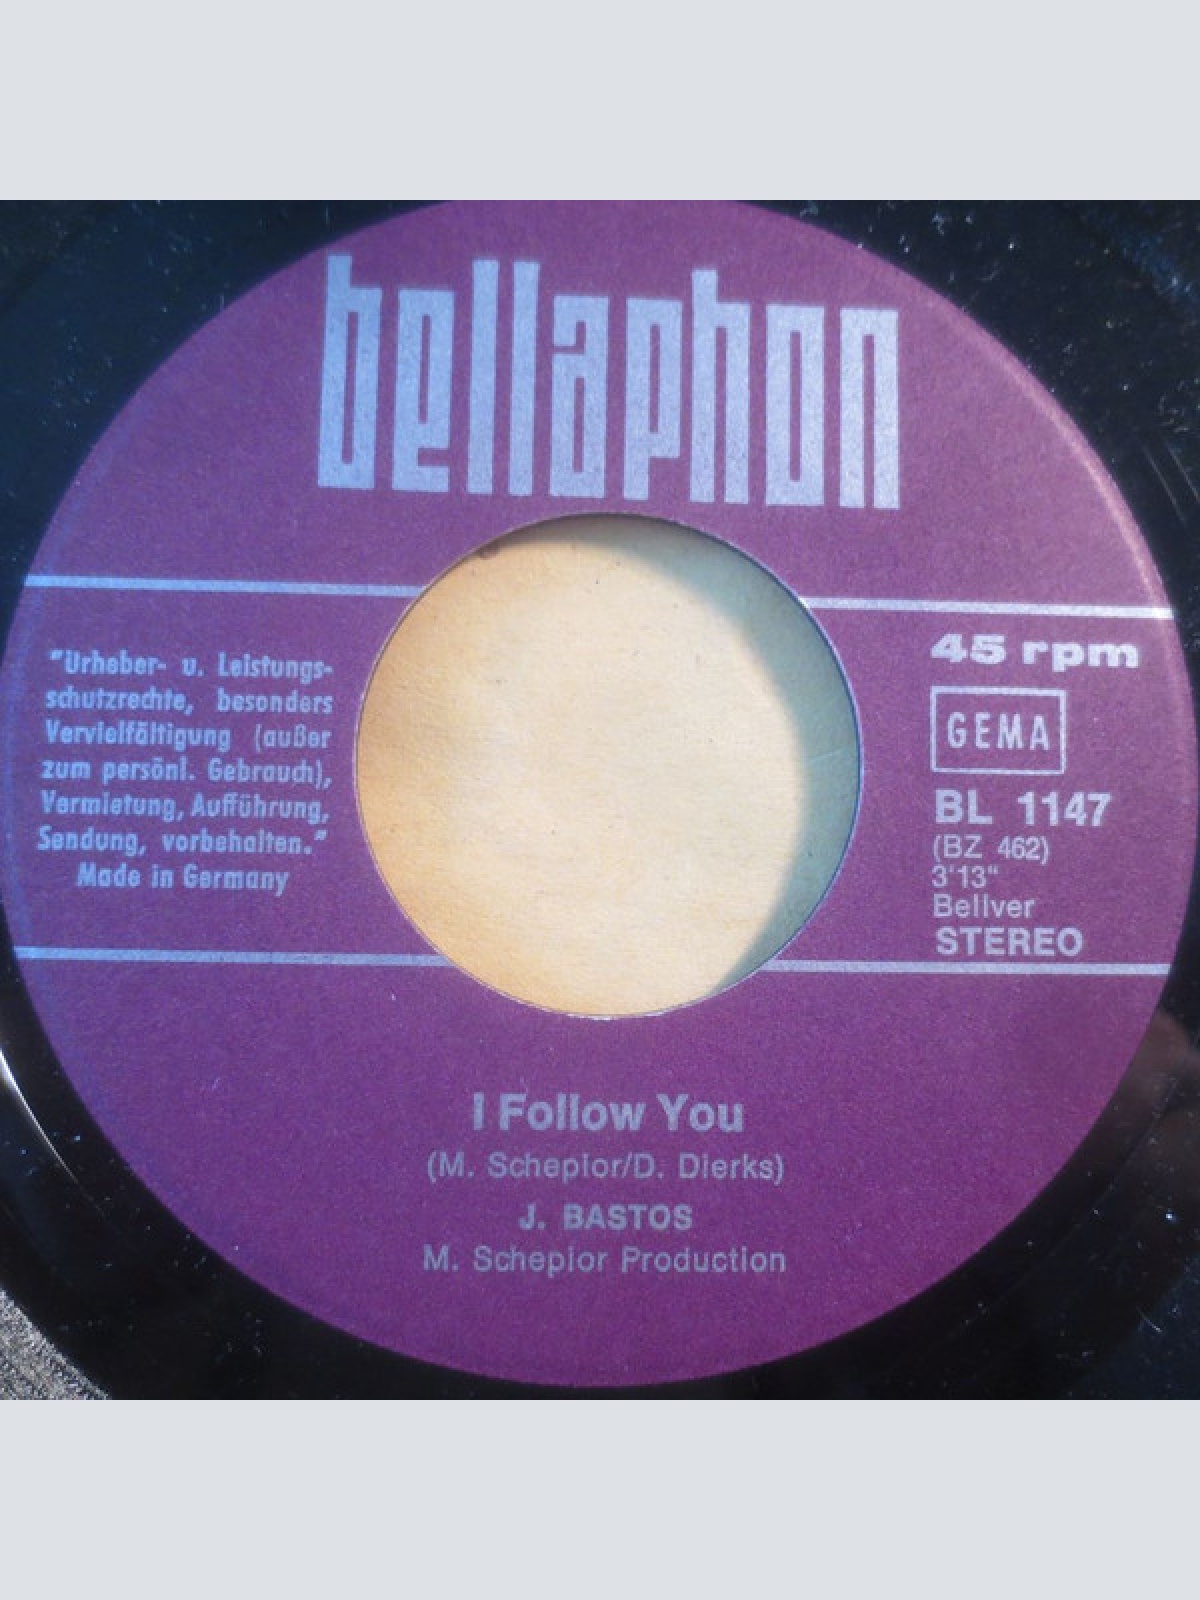 bellaphon
"Urheber- u. Leistungs-
schutzrechte, besonders
Vervielfältigung (außer
zum persönl. Gebrauch),
Vermietung, Aufführung,
Sendung, vorbehalten."
Made in Germany
45 rpm
GEMA
BL 1147
(BZ 462)
3'13"
Bellver
STEREO
I Follow You
(M. Schepior/D. Dierks)
J. BASTOS
M. Schepior Production